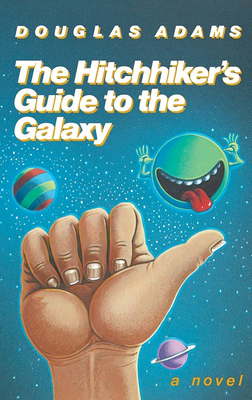 DOUGLAS ADAMS
The Hitchhiker's
Guide to the
Galaxy
a novel